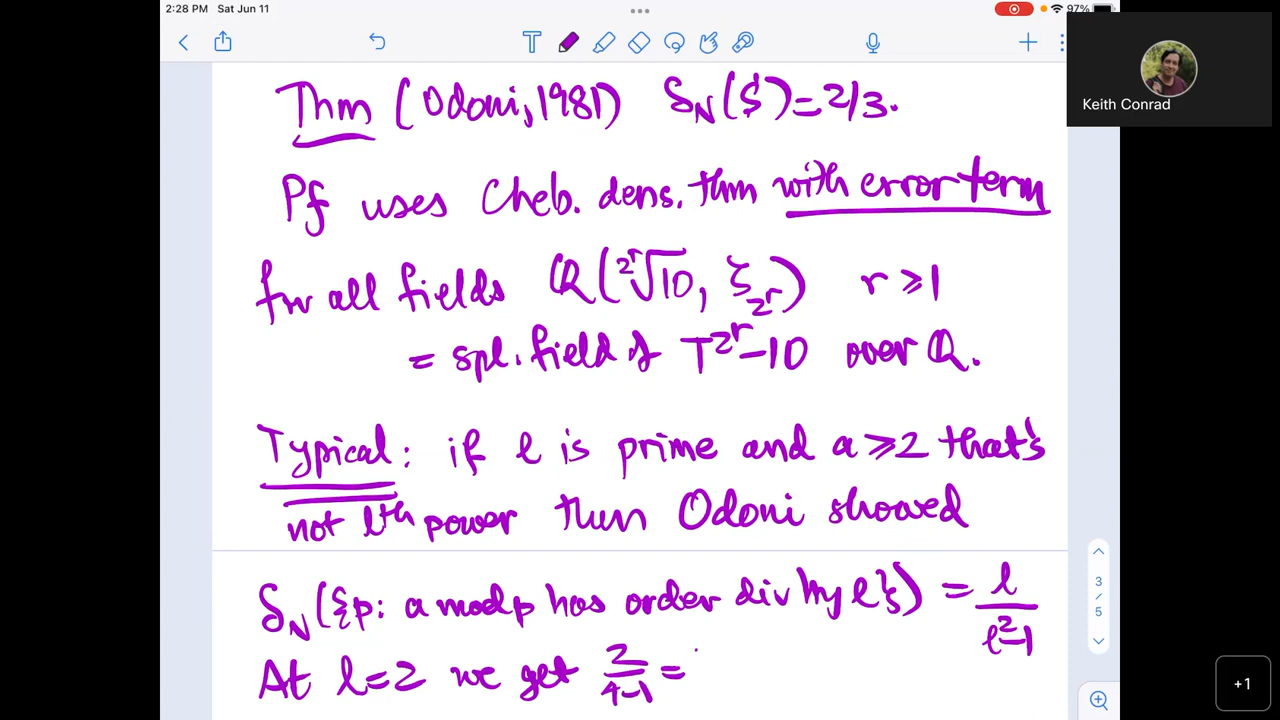 2:28 PM Sat Jun 11
97%
Keith Conrad
Thm (Odoni, 1981) δ_N($) = 2/3.
Pf uses Cheb. dens. thm with error term
for all fields ℚ(\sqrt[2^r]{10}, ζ_{2^r}) r ⩾ 1
= spl. field of T^{2^r} - 10 over ℚ.
Typical: if ℓ is prime and a ⩾ 2 that's
not ℓth power then Odoni showed
δ_N({p: a mod p has order div by ℓ}) = ℓ/(ℓ²-1)
At ℓ=2 we get 2/(4-1) =
3 / 5
+1